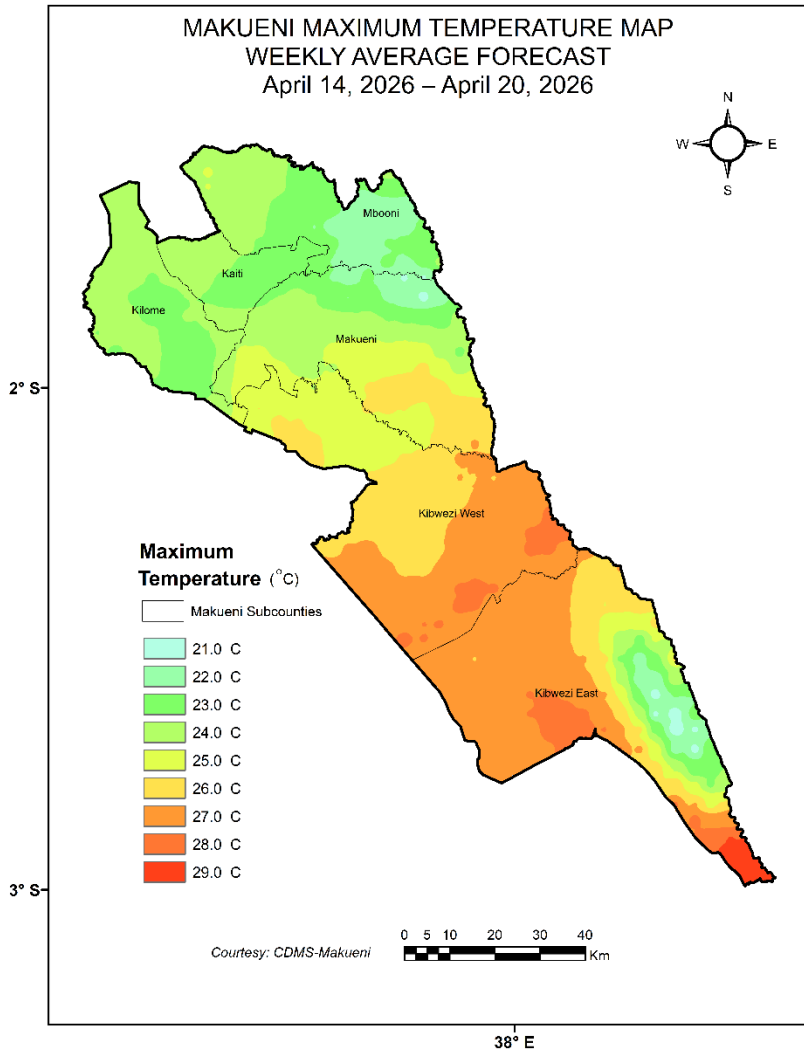 MAKUENI MAXIMUM TEMPERATURE MAP
WEEKLY AVERAGE FORECAST
April 14, 2026 – April 20, 2026
N
W E
S
Mbooni
Kaiti
Kilome
Makueni
2° S
Kibwezi West
Maximum
Temperature (°C)
Makueni Subcounties
21.0 C
22.0 C
23.0 C
24.0 C
25.0 C
26.0 C
27.0 C
28.0 C
29.0 C
Kibwezi East
3° S
Courtesy: CDMS-Makueni
0 5 10 20 30 40
Km
38° E